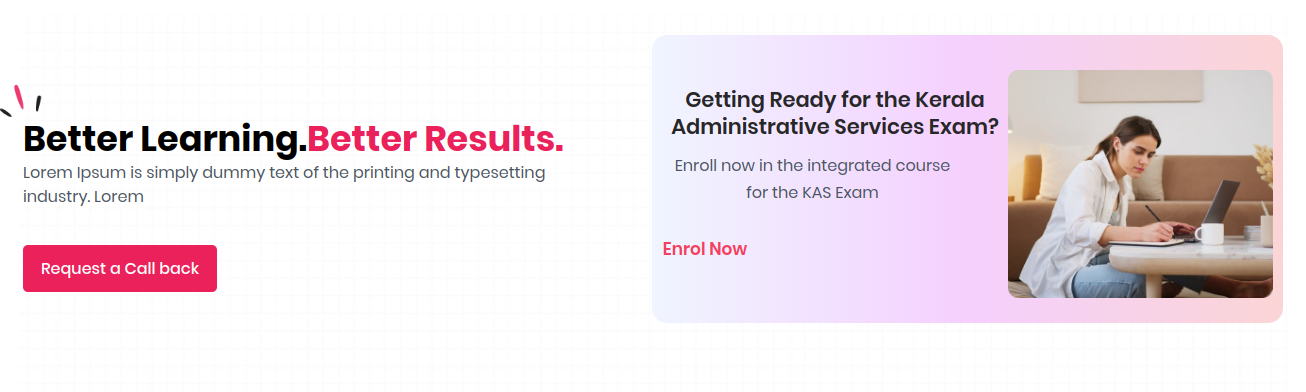 Better Learning.Better Results.
Lorem Ipsum is simply dummy text of the printing and typesetting
industry. Lorem
Request a Call back
Getting Ready for the Kerala
Administrative Services Exam?
Enroll now in the integrated course
for the KAS Exam
Enrol Now